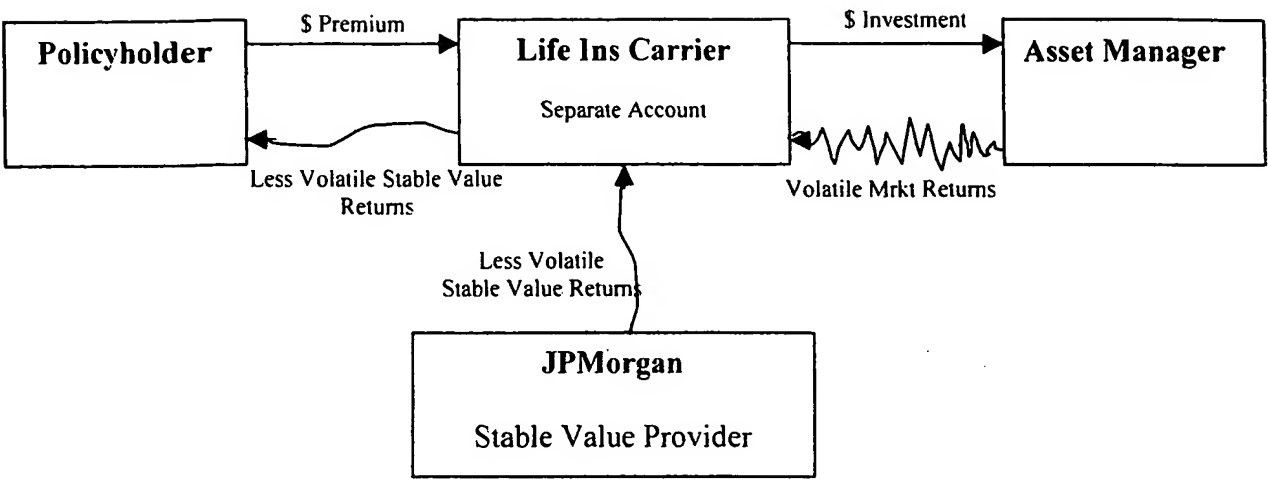 $ Premium
$ Investment
Policyholder
Life Ins Carrier
Asset Manager
Separate Account
Less Volatile Stable Value
Returns
Volatile Mrkt Returns
Less Volatile
Stable Value Returns
JPMorgan
Stable Value Provider